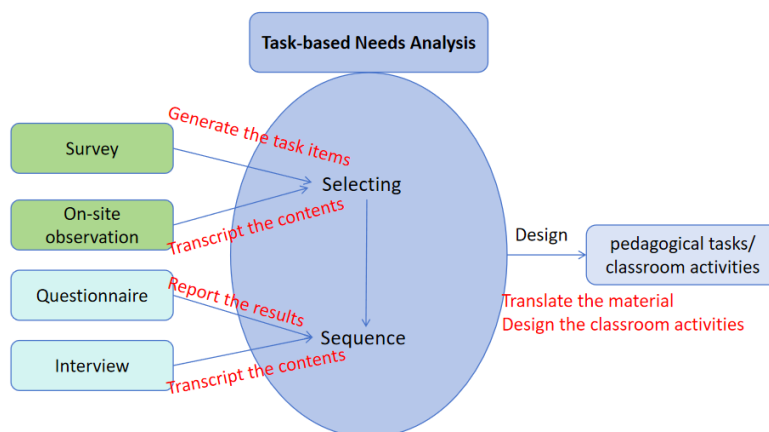 Task-based Needs Analysis
Generate the task items
Survey
Selecting
On-site
observation
Transcript the contents
Design
pedagogical tasks/
classroom activities
Questionnaire
Report the results
Translate the material
Design the classroom activities
Sequence
Interview
Transcript the contents